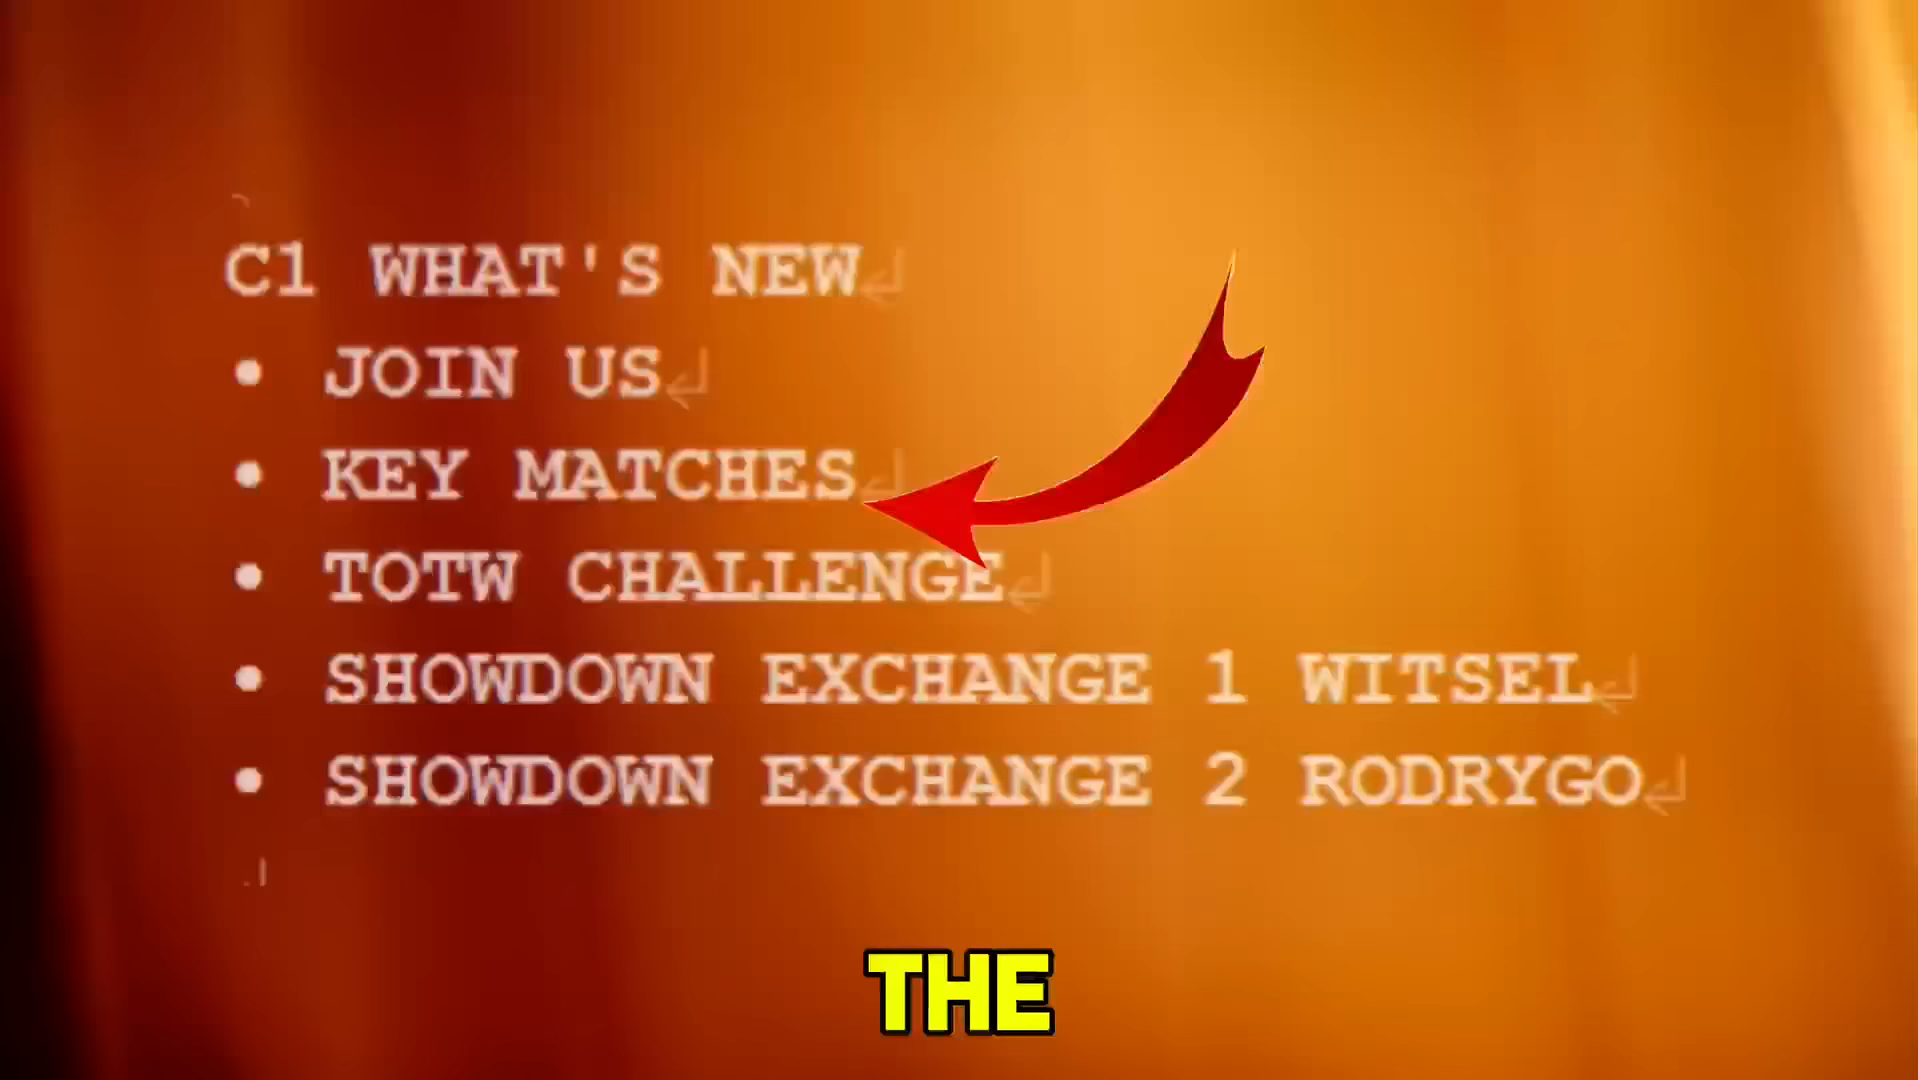 C1 WHAT'S NEW
• JOIN US
• KEY MATCHES
• TOTW CHALLENGE
• SHOWDOWN EXCHANGE 1 WITSEL
• SHOWDOWN EXCHANGE 2 RODRYGO
THE